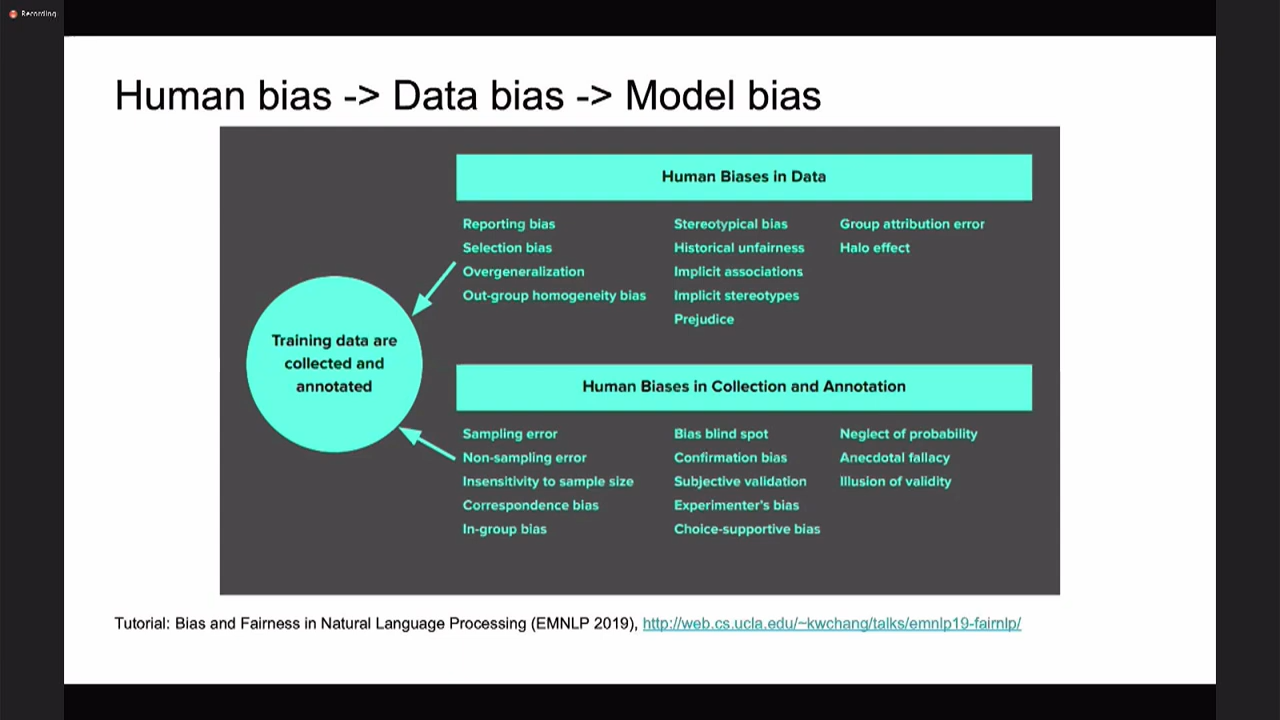 Recording
Human bias -> Data bias -> Model bias
Human Biases in Data
Reporting bias
Selection bias
Overgeneralization
Out-group homogeneity bias
Stereotypical bias
Historical unfairness
Implicit associations
Implicit stereotypes
Prejudice
Group attribution error
Halo effect
Training data are
collected and
annotated
Human Biases in Collection and Annotation
Sampling error
Non-sampling error
Insensitivity to sample size
Correspondence bias
In-group bias
Bias blind spot
Confirmation bias
Subjective validation
Experimenter's bias
Choice-supportive bias
Neglect of probability
Anecdotal fallacy
Illusion of validity
Tutorial: Bias and Fairness in Natural Language Processing (EMNLP 2019), http://web.cs.ucla.edu/~kwchang/talks/emnlp19-fairnlp/